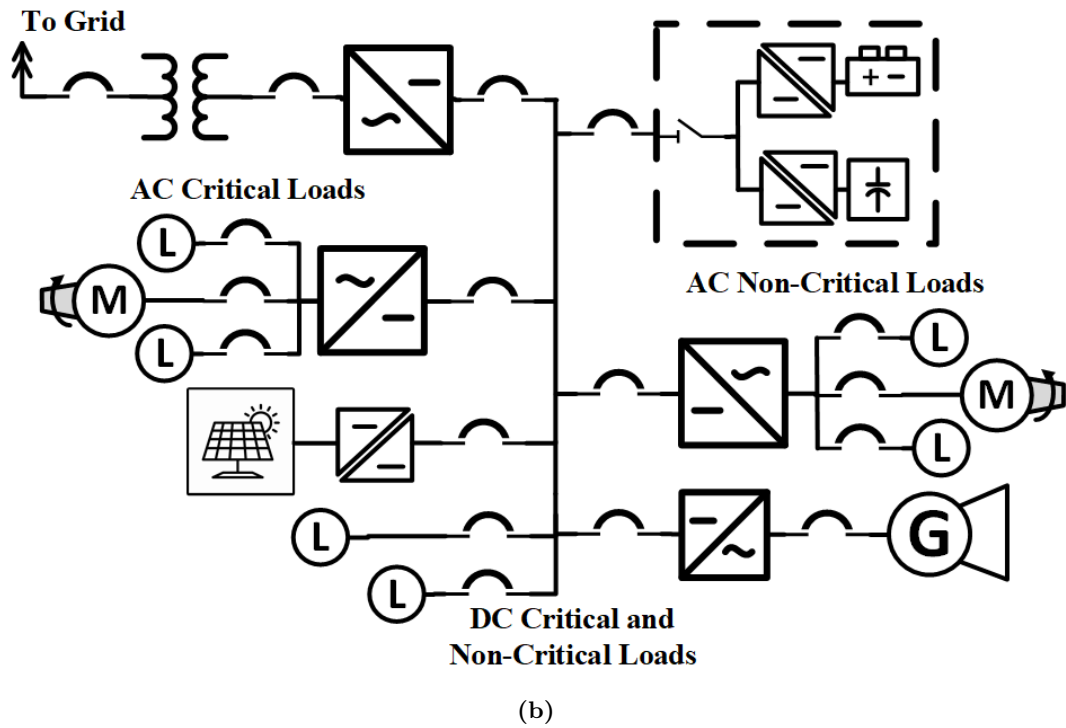 To Grid
+ -
AC Critical Loads
L
M
L
AC Non-Critical Loads
L
M
L
L
G
L
DC Critical and
Non-Critical Loads
(b)